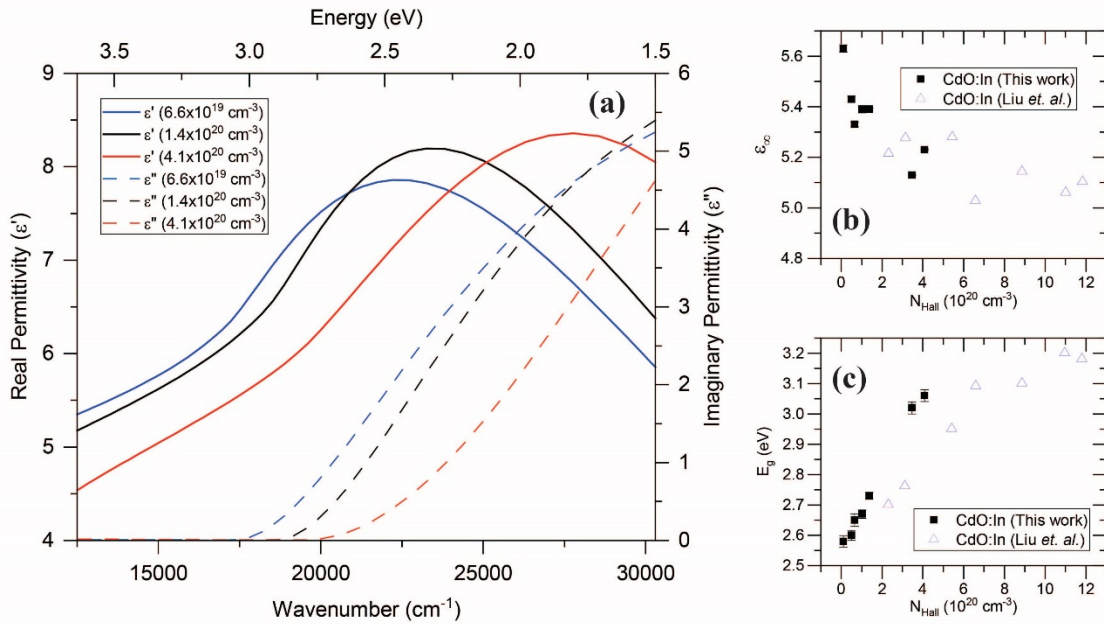 Energy (eV)
3.5 3.0 2.5 2.0 1.5
Real Permittivity (ε')
9
8
7
6
5
4
ε' (6.6x10¹⁹ cm⁻³)
ε' (1.4x10²⁰ cm⁻³)
ε' (4.1x10²⁰ cm⁻³)
ε" (6.6x10¹⁹ cm⁻³)
ε" (1.4x10²⁰ cm⁻³)
ε" (4.1x10²⁰ cm⁻³)
(a)
6
5
4
3
2
1
0
Imaginary Permittivity (ε")
15000 20000 25000 30000
Wavenumber (cm⁻¹)
ε∞
5.6
5.4
5.2
5.0
4.8
CdO:In (This work)
CdO:In (Liu et. al.)
(b)
0 2 4 6 8 10 12
N_Hall (10²⁰ cm⁻³)
E_g (eV)
3.2
3.1
3.0
2.9
2.8
2.7
2.6
2.5
(c)
CdO:In (This work)
CdO:In (Liu et. al.)
0 2 4 6 8 10 12
N_Hall (10²⁰ cm⁻³)